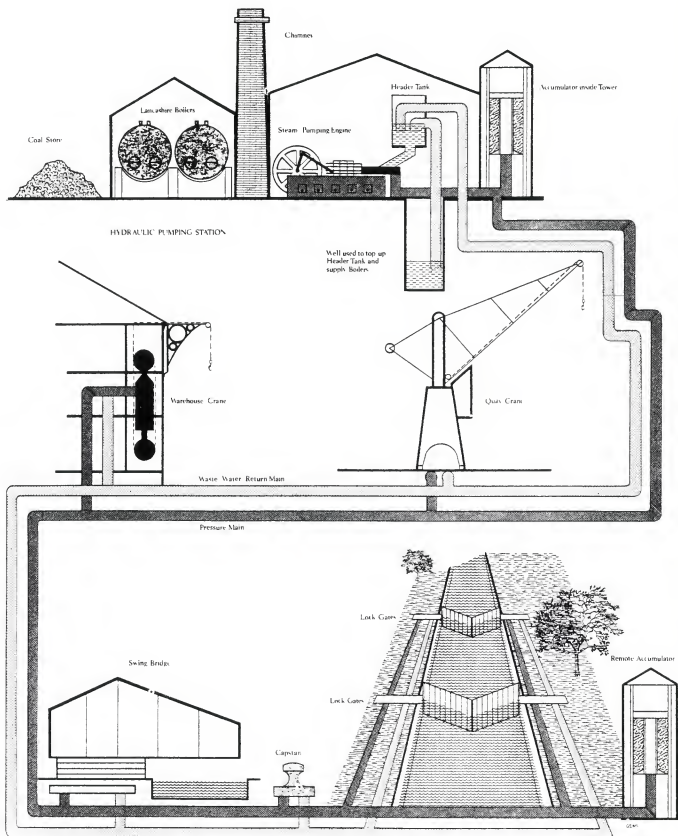 Chimney
Lancashire Boilers
Header Tank
Accumulator inside Tower
Coal Store
Steam Pumping Engine
HYDRAULIC PUMPING STATION
Well used to top up
Header Tank and
supply Boilers
Warehouse Crane
Quay Crane
Waste Water Return Main
Pressure Main
Lock Gates
Swing Bridge
Remote Accumulator
Lock Gates
Capstan